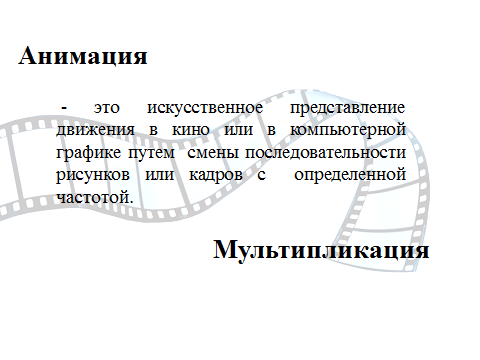 Анимация
- это искусственное представление
движения в кино или в компьютерной
графике путем смены последовательности
рисунков или кадров с определенной
частотой.
Мультипликация